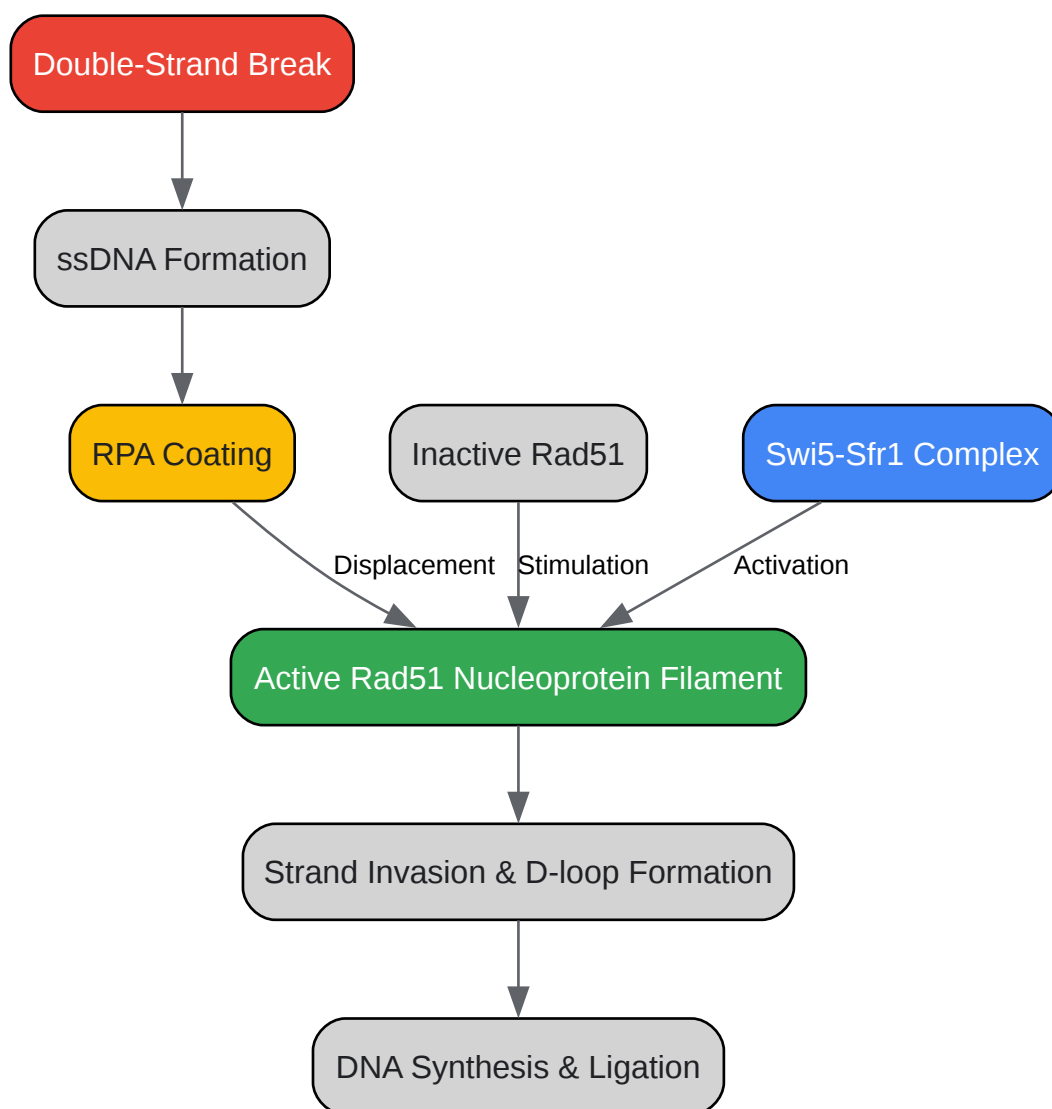 Double-Strand Break
ssDNA Formation
RPA Coating
Inactive Rad51
Swi5-Sfr1 Complex
Displacement
Stimulation
Activation
Active Rad51 Nucleoprotein Filament
Strand Invasion & D-loop Formation
DNA Synthesis & Ligation